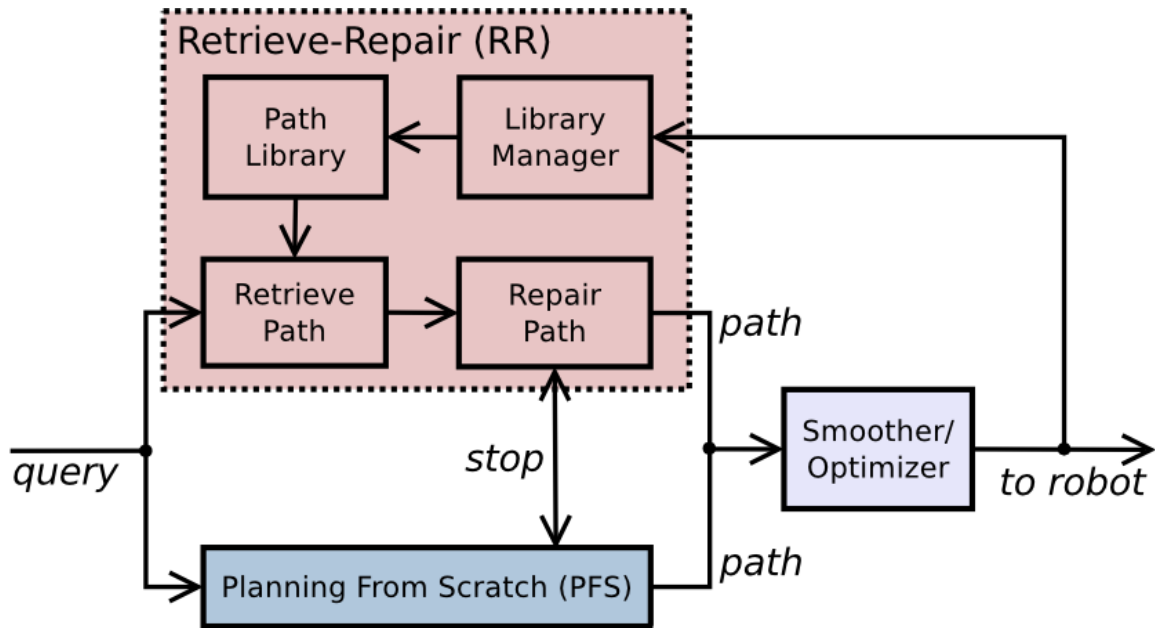 Retrieve-Repair (RR)
Path
Library
Library
Manager
Retrieve
Path
Repair
Path
path
query
stop
Smoother/
Optimizer
to robot
Planning From Scratch (PFS)
path